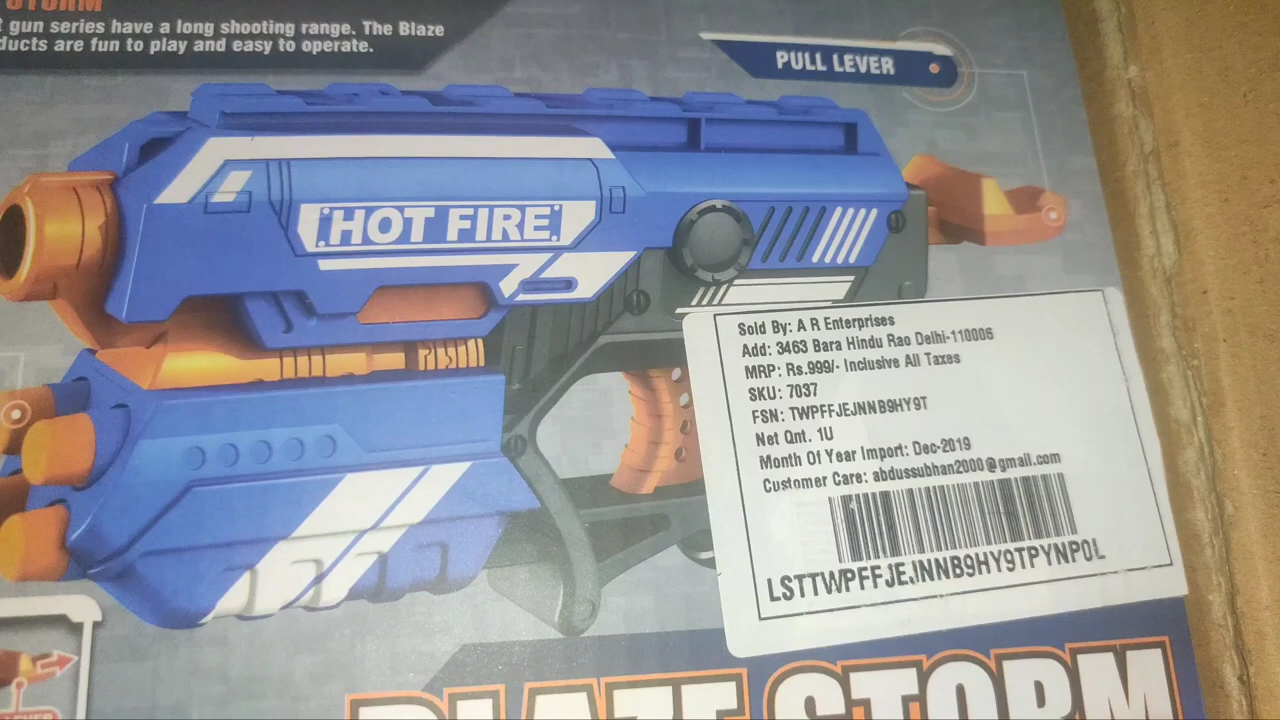 STORM
gun series have a long shooting range. The Blaze
ducts are fun to play and easy to operate.
PULL LEVER
HOT FIRE
Sold By: A R Enterprises
Add: 3463 Bara Hindu Rao Delhi-110006
MRP: Rs.999/- Inclusive All Taxes
SKU: 7037
FSN: TWPFFJEJNNB9HY9T
Net Qnt. 1U
Month Of Year Import: Dec-2019
Customer Care: abdussubhan2000@gmail.com
LSTTWPFFJEJNNB9HY9TPYNP0L
BLAZE STORM